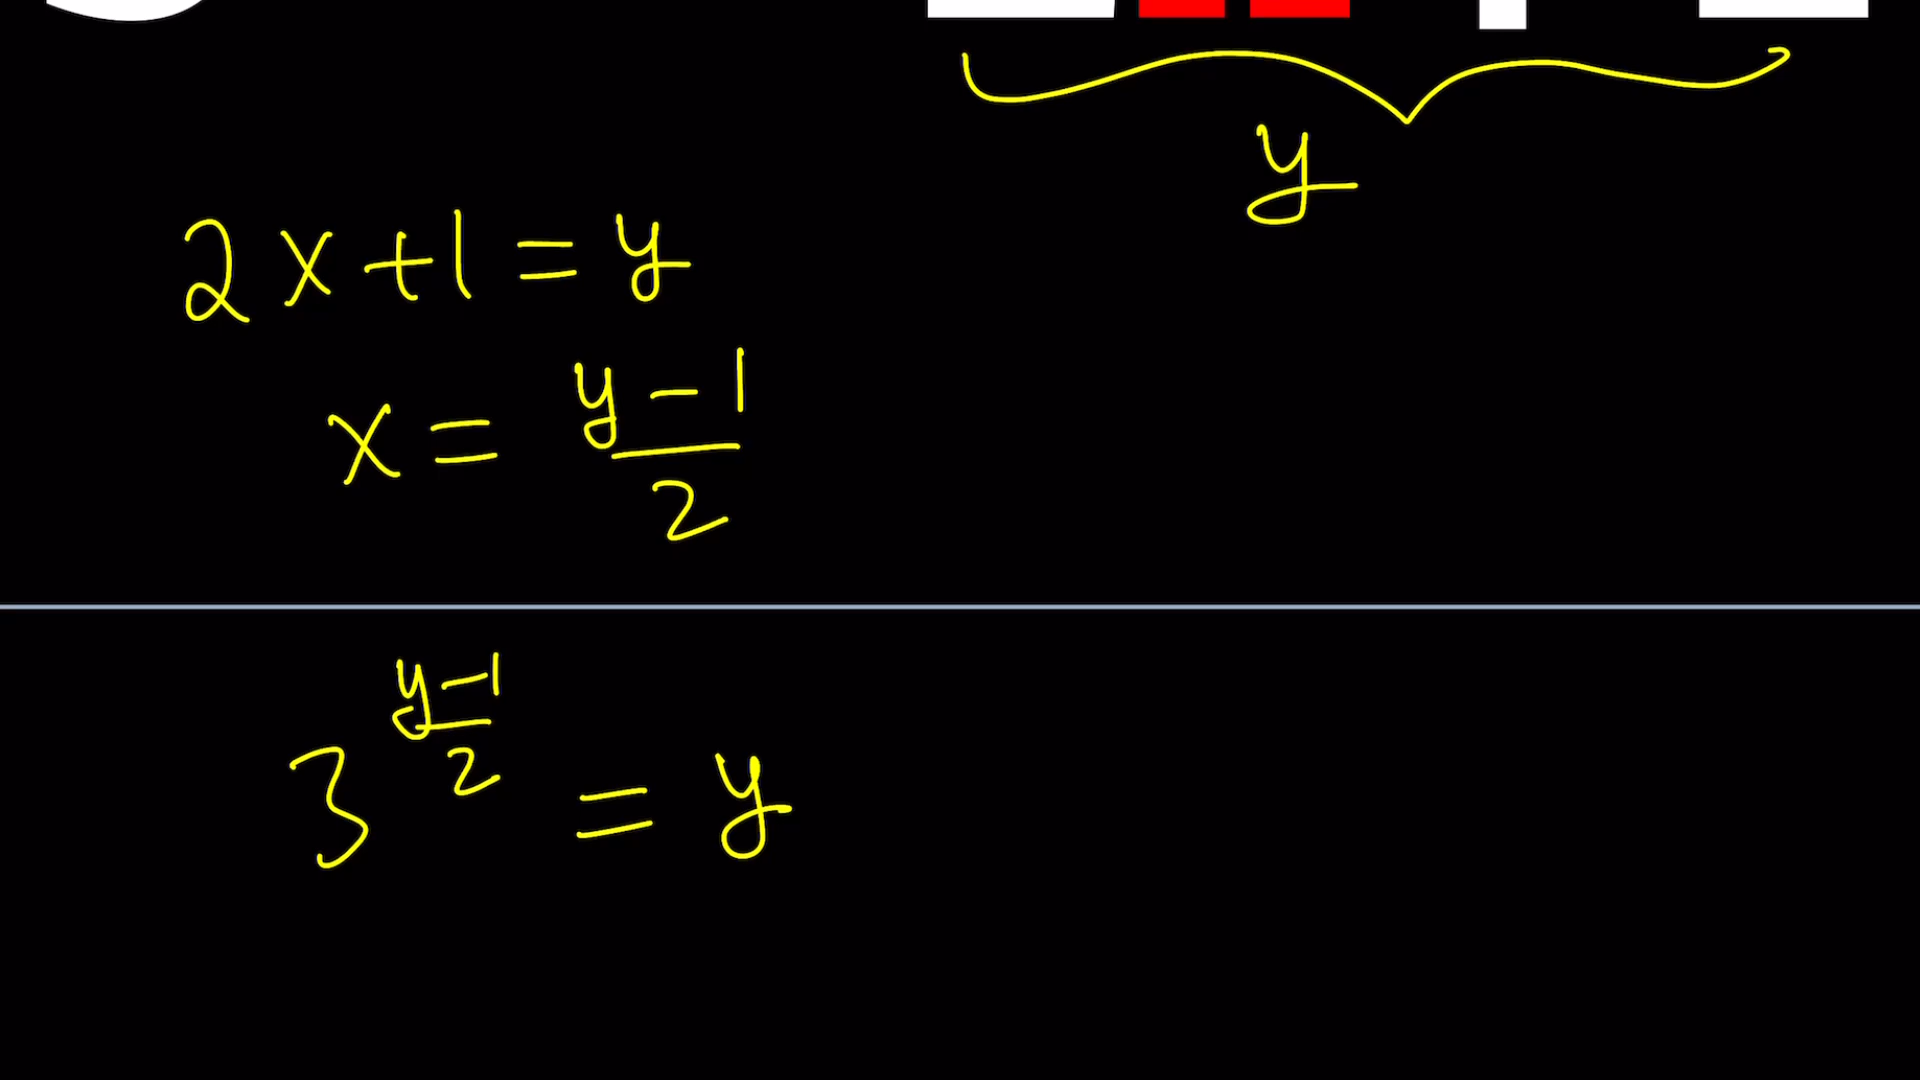 y
2x+1=y
x = y-1/2
3^(y-1/2) = y